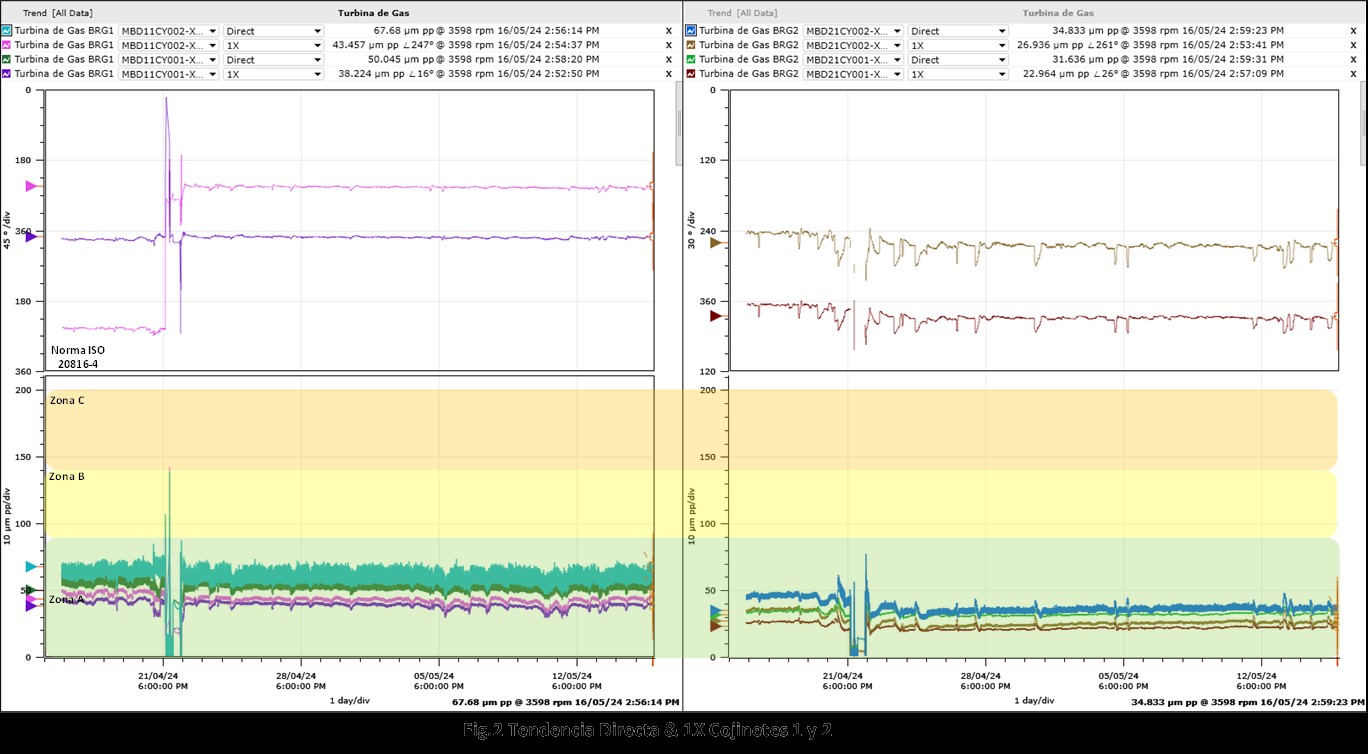 Trend [All Data] Turbina de Gas
Turbina de Gas BRG1 MBD11CY002-X... Direct 67.68 µm pp @ 3598 rpm 16/05/24 2:56:14 PM x
Turbina de Gas BRG1 MBD11CY002-X... 1X 43.457 µm pp ∠247° @ 3598 rpm 16/05/24 2:54:37 PM x
Turbina de Gas BRG1 MBD11CY001-X... Direct 50.045 µm pp @ 3598 rpm 16/05/24 2:58:20 PM x
Turbina de Gas BRG1 MBD11CY001-X... 1X 38.224 µm pp ∠16° @ 3598 rpm 16/05/24 2:52:50 PM x
0
180
360
180
360
45 ° /div
Norma ISO
20816-4
200
150
100
50
0
10 µm pp/div
Zona C
Zona B
Zona A
21/04/24 28/04/24 05/05/24 12/05/24
6:00:00 PM 6:00:00 PM 6:00:00 PM 6:00:00 PM
1 day/div 67.68 µm pp @ 3598 rpm 16/05/24 2:56:14 PM
Trend [All Data] Turbina de Gas
Turbina de Gas BRG2 MBD21CY002-X... Direct 34.833 µm pp @ 3598 rpm 16/05/24 2:59:23 PM x
Turbina de Gas BRG2 MBD21CY002-X... 1X 26.936 µm pp ∠261° @ 3598 rpm 16/05/24 2:53:41 PM x
Turbina de Gas BRG2 MBD21CY001-X... Direct 31.636 µm pp @ 3598 rpm 16/05/24 2:59:31 PM x
Turbina de Gas BRG2 MBD21CY001-X... 1X 22.964 µm pp ∠26° @ 3598 rpm 16/05/24 2:57:09 PM x
0
120
240
360
120
30 ° /div
200
150
100
50
0
10 µm pp/div
21/04/24 28/04/24 05/05/24 12/05/24
6:00:00 PM 6:00:00 PM 6:00:00 PM 6:00:00 PM
1 day/div 34.833 µm pp @ 3598 rpm 16/05/24 2:59:23 PM
Fig.2 Tendencia Directa & 1X Cojinetes 1 y 2